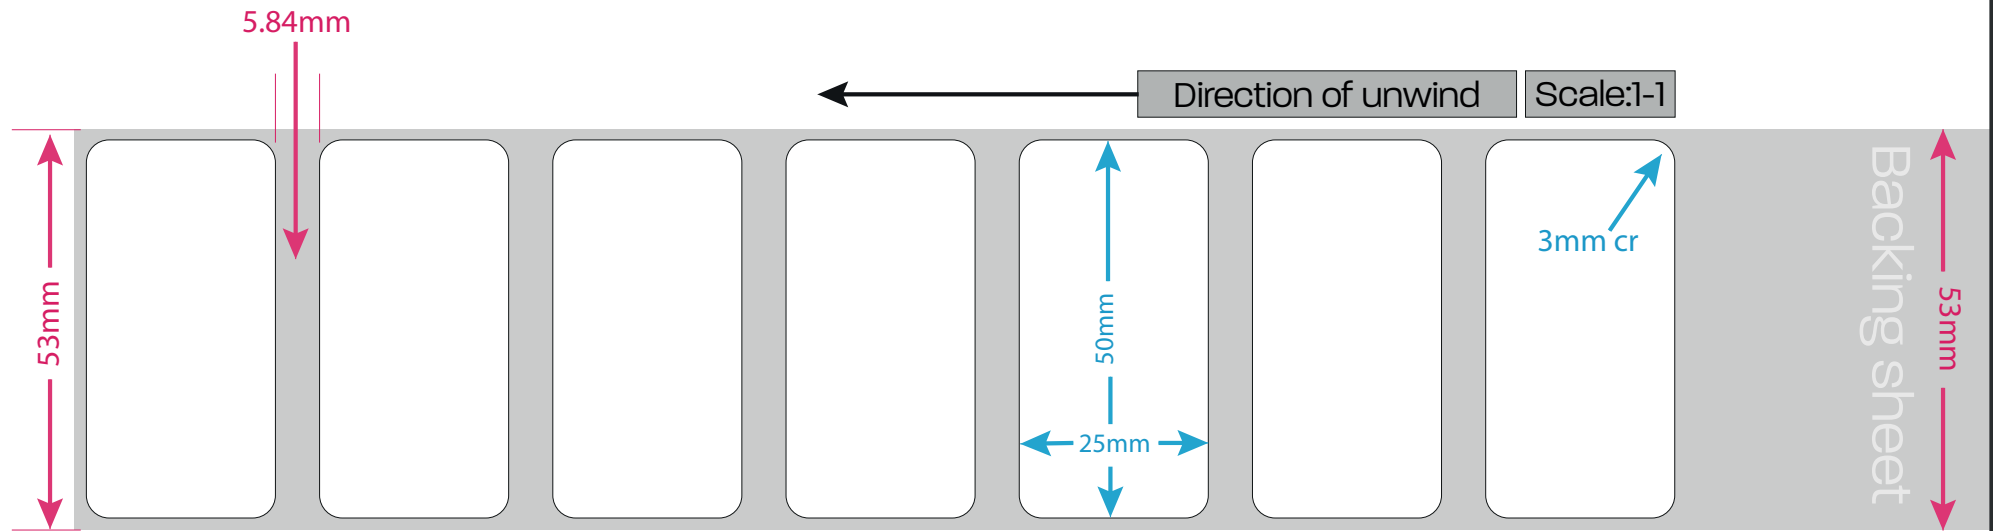 5.84mm
Direction of unwind
Scale:1-1
53mm
50mm
25mm
3mm cr
Backing sheet
53mm